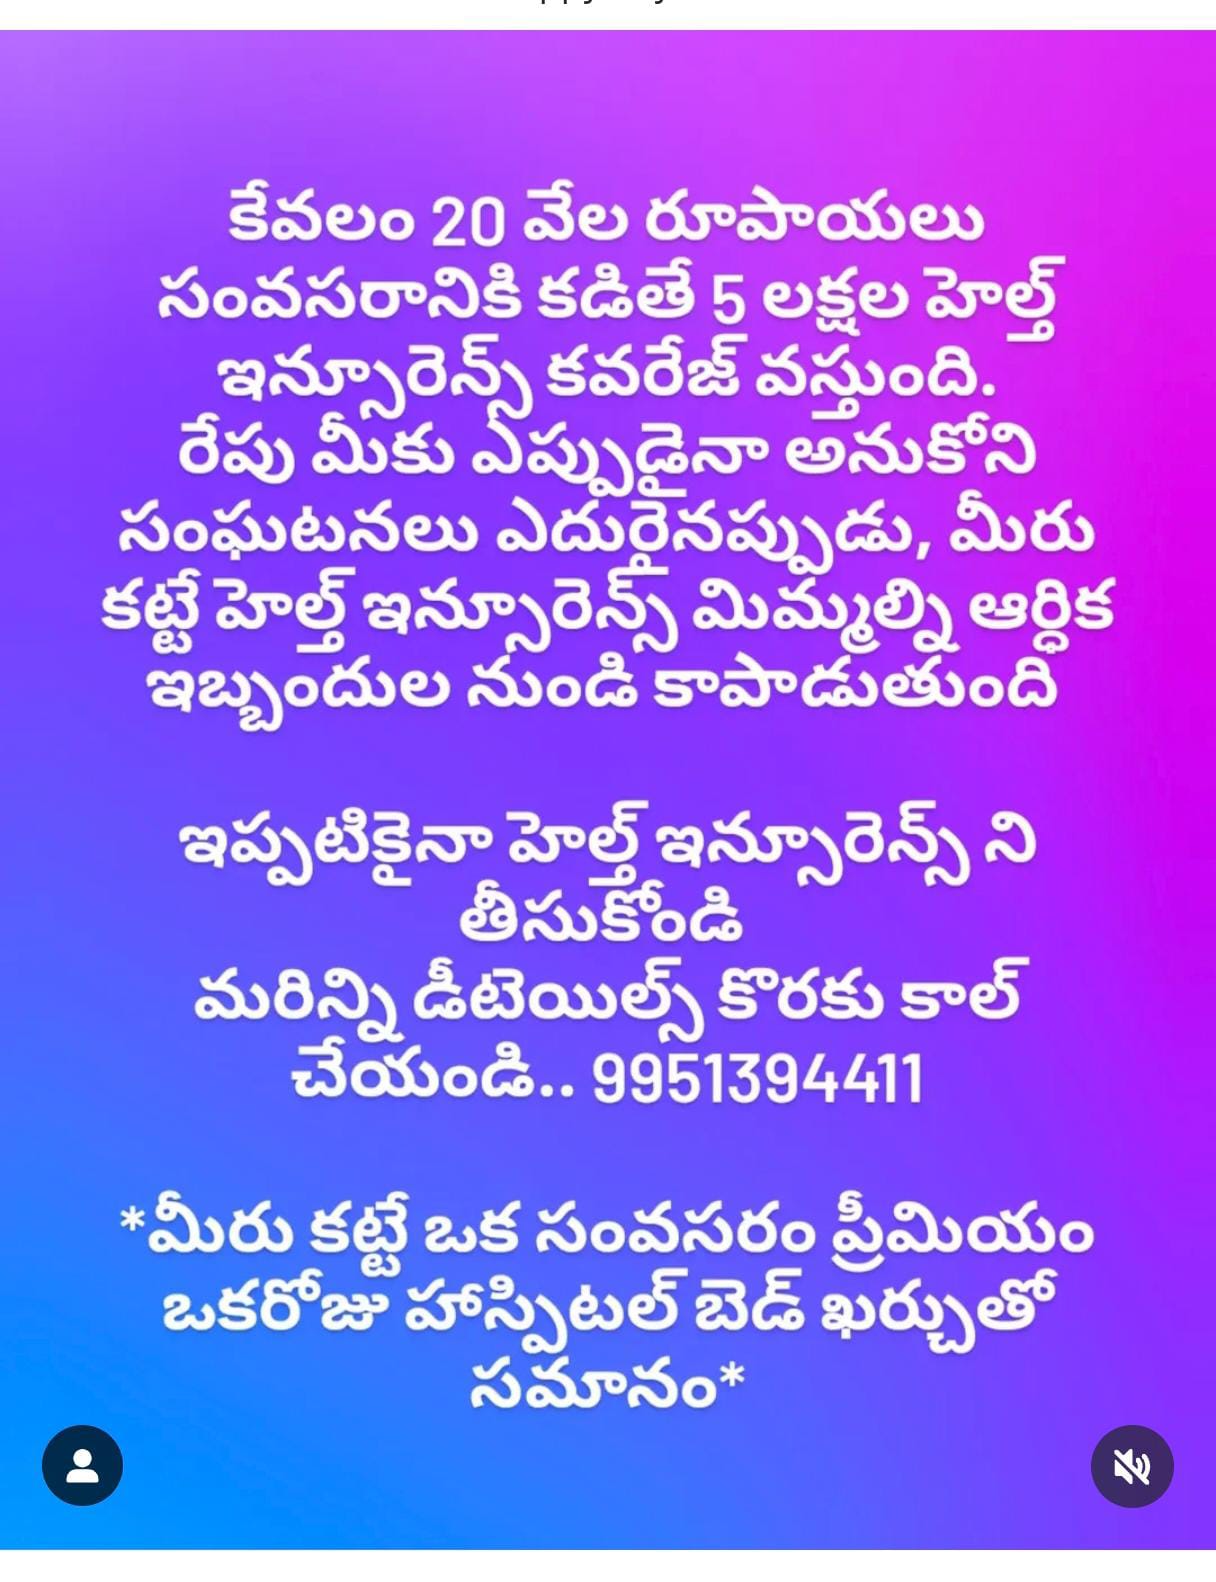 కేవలం 20 వేల రూపాయలు
సంవసరానికి కడితే 5 లక్షల హెల్త్
ఇన్సూరెన్స్ కవరేజ్ వస్తుంది.
రేపు మీకు ఎప్పుడైనా అనుకోని
సంఘటనలు ఎదురైనప్పుడు, మీరు
కట్టే హెల్త్ ఇన్సూరెన్స్ మిమ్మల్ని ఆర్ధిక
ఇబ్బందుల నుండి కాపాడుతుంది
ఇప్పటికైనా హెల్త్ ఇన్సూరెన్స్ ని
తీసుకోండి
మరిన్ని డీటెయిల్స్ కొరకు కాల్
చేయండి.. 9951394411
*మీరు కట్టే ఒక సంవసరం ప్రీమియం
ఒకరోజు హాస్పిటల్ బెడ్ ఖర్చుతో
సమానం*